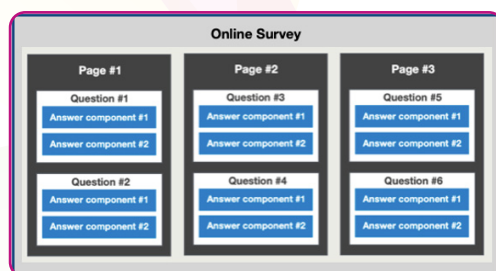 Online Survey
Page #1
Question #1
Answer component #1
Answer component #2
Question #2
Answer component #1
Answer component #2
Page #2
Question #3
Answer component #1
Answer component #2
Question #4
Answer component #1
Answer component #2
Page #3
Question #5
Answer component #1
Answer component #2
Question #6
Answer component #1
Answer component #2